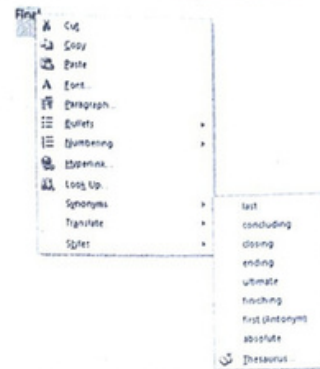 Final
Cut
Copy
Paste
Font...
Paragraph...
Bullets
Numbering
Hyperlink...
Look Up...
Synonyms
Translate
Styles
last
concluding
closing
ending
ultimate
finishing
first (Antonym)
absolute
Thesaurus...